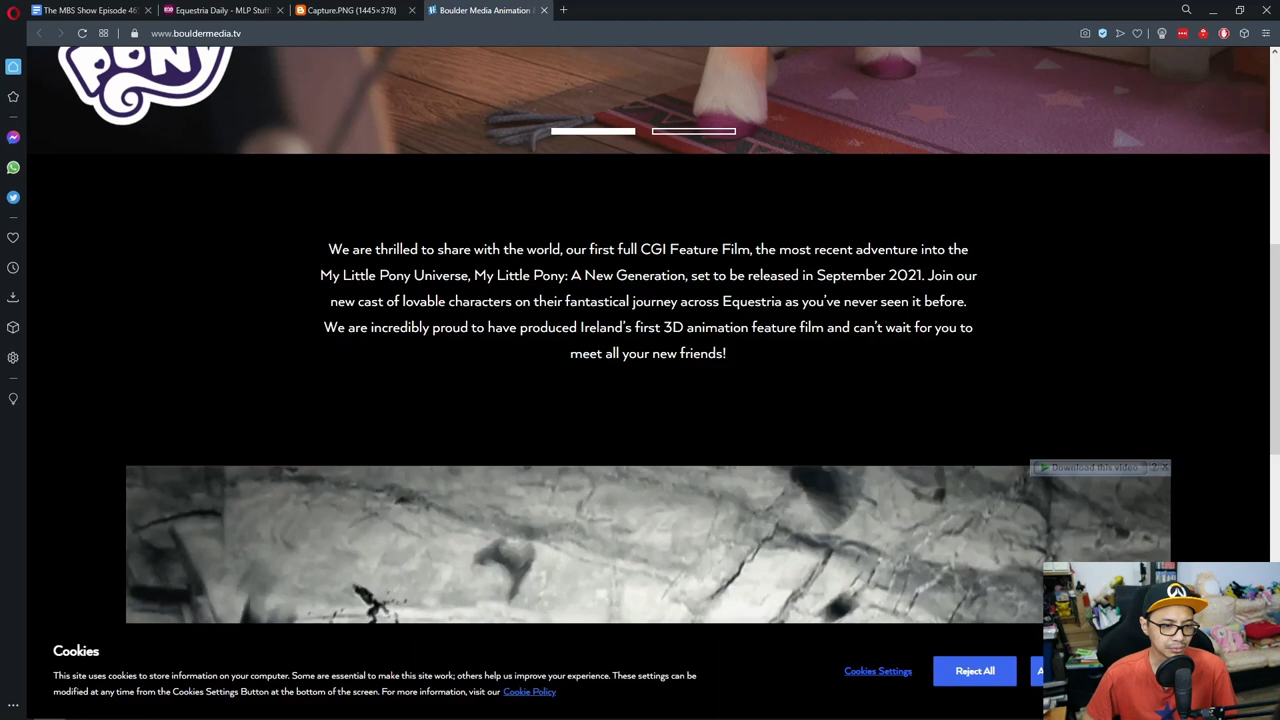 The MBS Show Episode 46
Equestria Daily - MLP Stuff
Capture.PNG (1445×378)
Boulder Media Animation &
www.bouldermedia.tv
PONY
We are thrilled to share with the world, our first full CGI Feature Film, the most recent adventure into the
My Little Pony Universe, My Little Pony: A New Generation, set to be released in September 2021. Join our
new cast of lovable characters on their fantastical journey across Equestria as you've never seen it before.
We are incredibly proud to have produced Ireland's first 3D animation feature film and can't wait for you to
meet all your new friends!
Download this video ? x
Cookies
This site uses cookies to store information on your computer. Some are essential to make this site work; others help us improve your experience. These settings can be
modified at any time from the Cookies Settings Button at the bottom of the screen. For more information, visit our Cookie Policy
Cookies Settings
Reject All
A